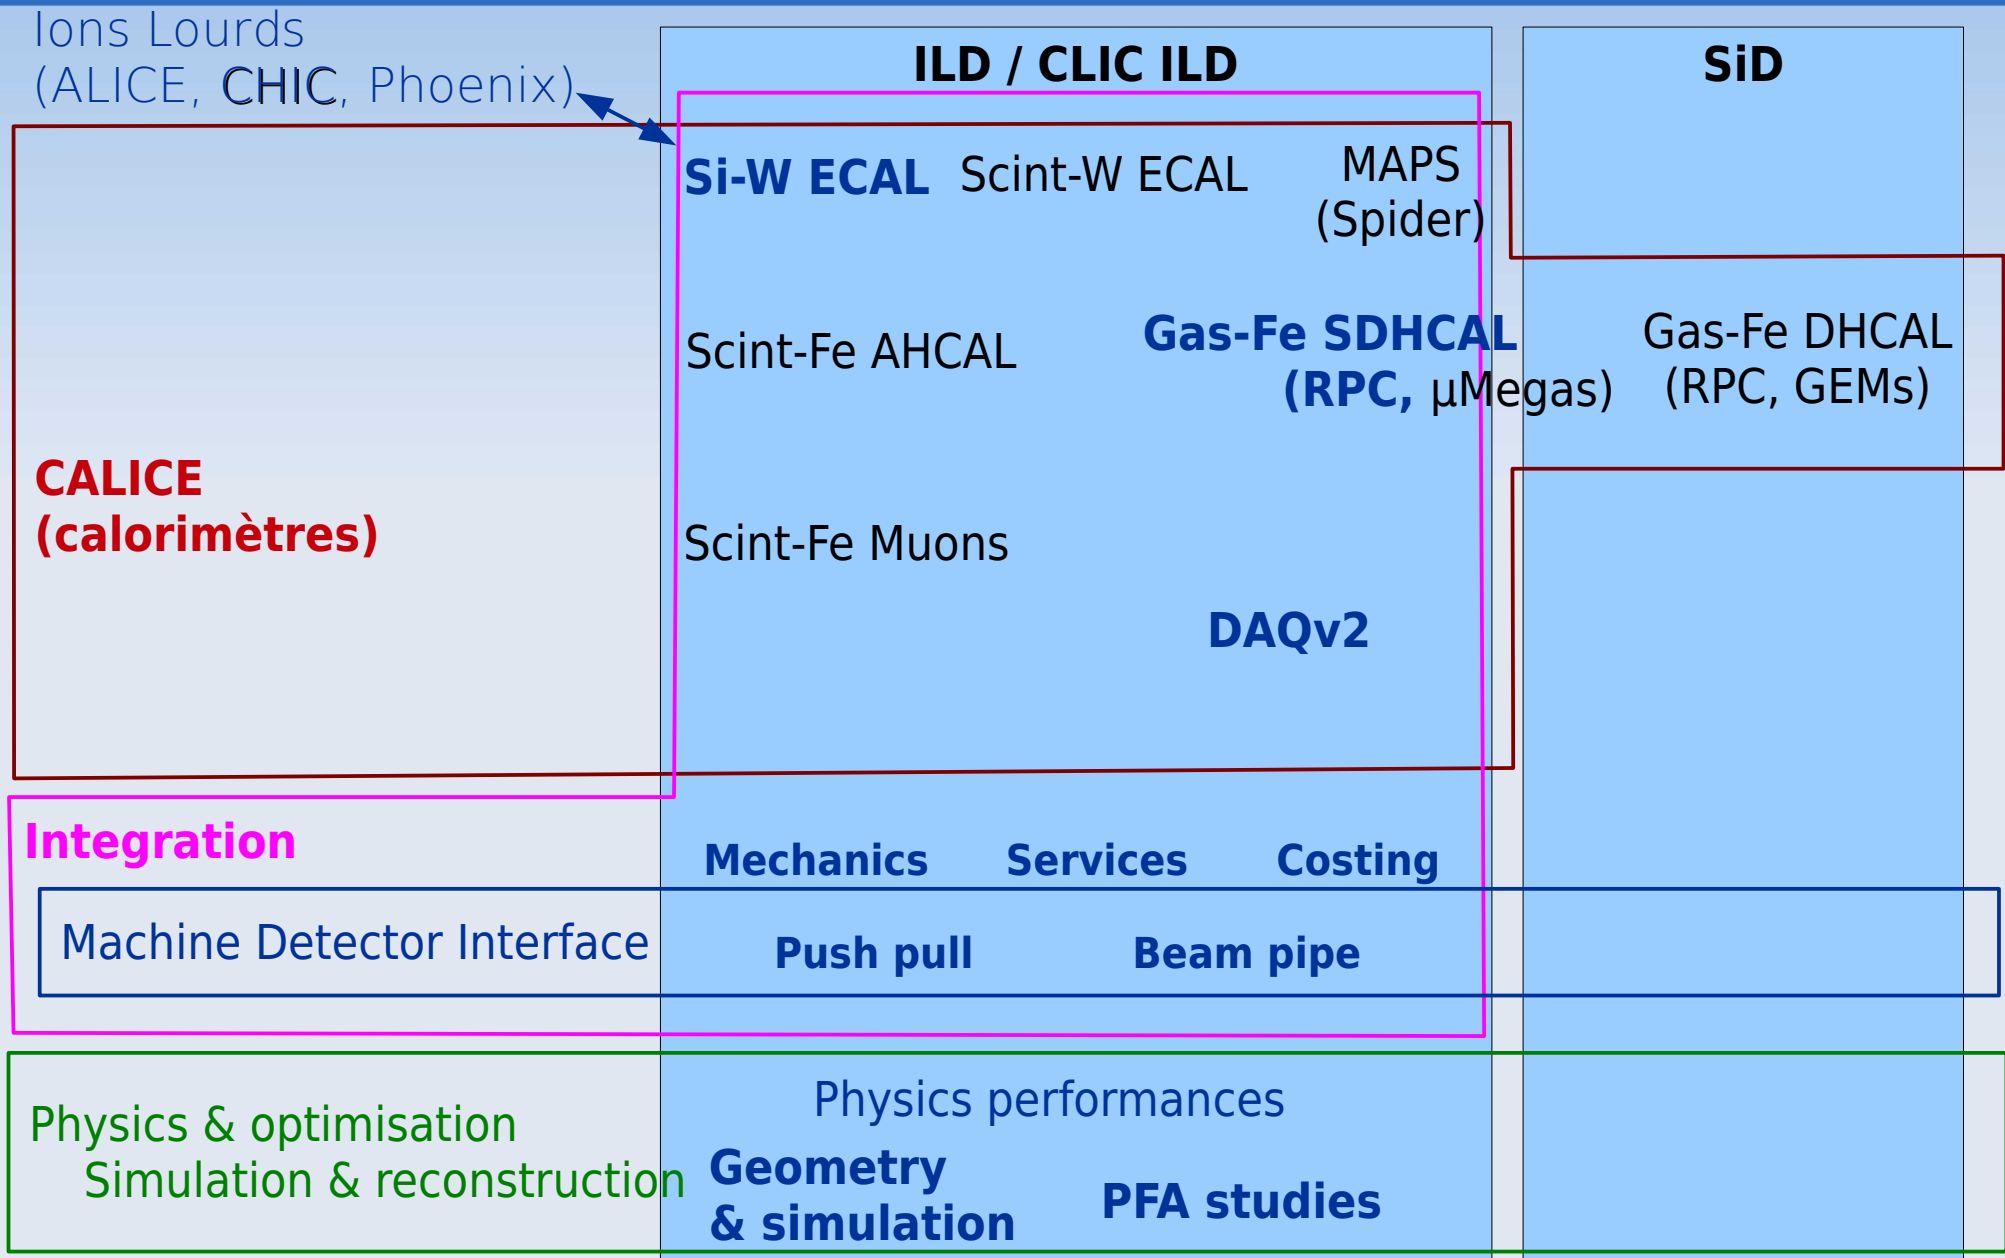 Ions Lourds
(ALICE, CHIC, Phoenix)
ILD / CLIC ILD
SiD
Si-W ECAL
Scint-W ECAL
MAPS
(Spider)
Scint-Fe AHCAL
Gas-Fe SDHCAL
(RPC, µMegas)
Gas-Fe DHCAL
(RPC, GEMs)
CALICE
(calorimètres)
Scint-Fe Muons
DAQv2
Integration
Mechanics
Services
Costing
Machine Detector Interface
Push pull
Beam pipe
Physics & optimisation
Simulation & reconstruction
Physics performances
Geometry
& simulation
PFA studies